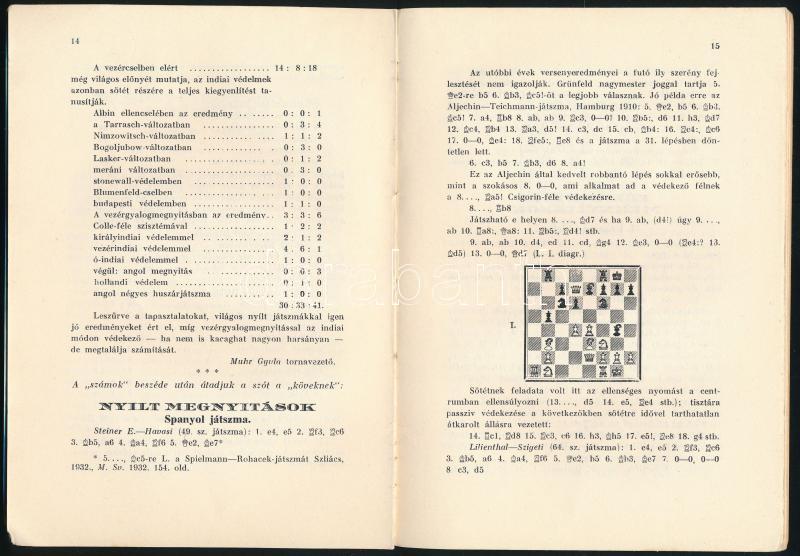 14
A vezércselben elért .................. 14 : 8 : 18
még világos előnyét mutatja, az indiai védelmek
azonban sötét részére a teljes kiegyenlítést ta-
nusítják.
Albin ellencselében az eredmény .. ...... 0 : 0 : 1
a Tarrasch-változatban .................. 0 : 3 : 4
Nimzowitsch-változatban ................ 1 : 1 : 2
Bogoljubow-változatban ................ 0 : 3 : 0
Lasker-változatban .................... 0 : 1 : 2
meráni változatban .................... 0 : 3 : 0
stonewall-védelemben .................. 1 : 0 : 0
Blumenfeld-cselben .................... 1 : 0 : 0
budapesti védelemben .................. 1 : 0 : 0
A vezérgyalogmegnyitásban az eredmény.. 3 : 3 : 6
Colle-féle szisztémával ................ 1 : 2 : 2
királyindiai védelemmel ................ 2 : 1 : 2
vezérindiai védelemmel ................ 4 : 6 : 1
ó-indiai védelemmel .................... 1 : 0 : 0
végül: angol megnyitás ................ 0 : 6 : 3
hollandi védelem ...................... 0 : 1 : 0
angol négyes huszárjátszma ............ 1 : 0 : 0
30 : 33 : 41.
Leszűrve a tapasztalatokat, világos nyílt játszmákkal igen
jó eredményeket ért el, míg vezérgyalogmegnyitással az indiai
módon védekező — ha nem is kacaghat nagyon harsányan, —
de megtalálja számítását.
Muhr Gyula tornavezető.
* * *
A „számok" beszéde után átadjuk a szót a „köveknek":
NYILT MEGNYITÁSOK
Spanyol játszma.
Steiner E.—Havasi (49. sz. játszma): 1. e4, e5 2. ♘f3, ♘c6
3. ♗b5, a6 4. ♗a4, ♘f6 5. ♕e2, ♗e7*
* 5. ..., ♗c5-re L. a Spielmann—Rohacek-játszmát Szliács,
1932., M. Sv. 1932. 154. old.
15
Az utóbbi évek versenyeredményei a futó ily szerény fej-
lesztését nem igazolják. Grünfeld nagymester joggal tartja 5.
♕e2-re b5 6. ♗b3, ♗c5!-öt a legjobb válasznak. Jó példa erre az
Aljechin—Teichmann-játszma, Hamburg 1910: 5. ♕e2, b5 6. ♗b3,
♗c5! 7. a4, ♖b8 8. ab, ab 9. ♘c3, 0—0! 10. ♘b5:, d6 11. h3, ♗d7
12. ♗c4, ♖b4 13. ♖a3, d5! 14. c3, dc 15. cb, ♗b4: 16. ♖e4:, ♗c6
17. 0—0, ♗e4: 18. ♖fe5:, ♖e8 és a játszma a 31. lépésben dön-
tetlen lett.
6. c3, b5 7. ♗b3, d6 8. a4!
Ez az Aljechin által kedvelt robbantó lépés sokkal erősebb,
mint a szokásos 8. 0—0, ami alkalmat ad a védekező félnek
a 8. ..., ♘a5! Csigorin-féle védekezésre.
8. ..., ♖b8
Játszható e helyen 8. ..., ♗d7 és ha 9. ab, (d4!) úgy 9. ...,
ab 10. ♖a8:, ♕a8: 11. ♖b5:, ♘d4! stb.
9. ab, ab 10. d4, ed 11. cd, ♗g4 12. ♗e3, 0—0 (♘e4:? 13.
♗d5) 13. 0—0, ♕d7 (L. I. diagr.)
I.
Sötétnek feladata volt itt az ellenséges nyomást a cent-
rumban ellensúlyozni (13. ..., d5 14. e5, ♘e4 stb.); tisztára
passziv védekezése a következőkben sötétre idővel tarthatatlan
átkarolt állásra vezetett:
14. ♖c1, ♘d8 15. ♘c3, c6 16. h3, ♗h5 17. e5!, ♘e8 18. g4 stb.
Lilienthal—Szigeti (64. sz. játszma): 1. e4, e5 2. ♘f3, ♘c6
3. ♗b5, a6 4. ♗a4, ♘f6 5. ♕e2, b5 6. ♗b3, ♗e7 7. 0—0, 0—0
8 c3, d5
darabanth